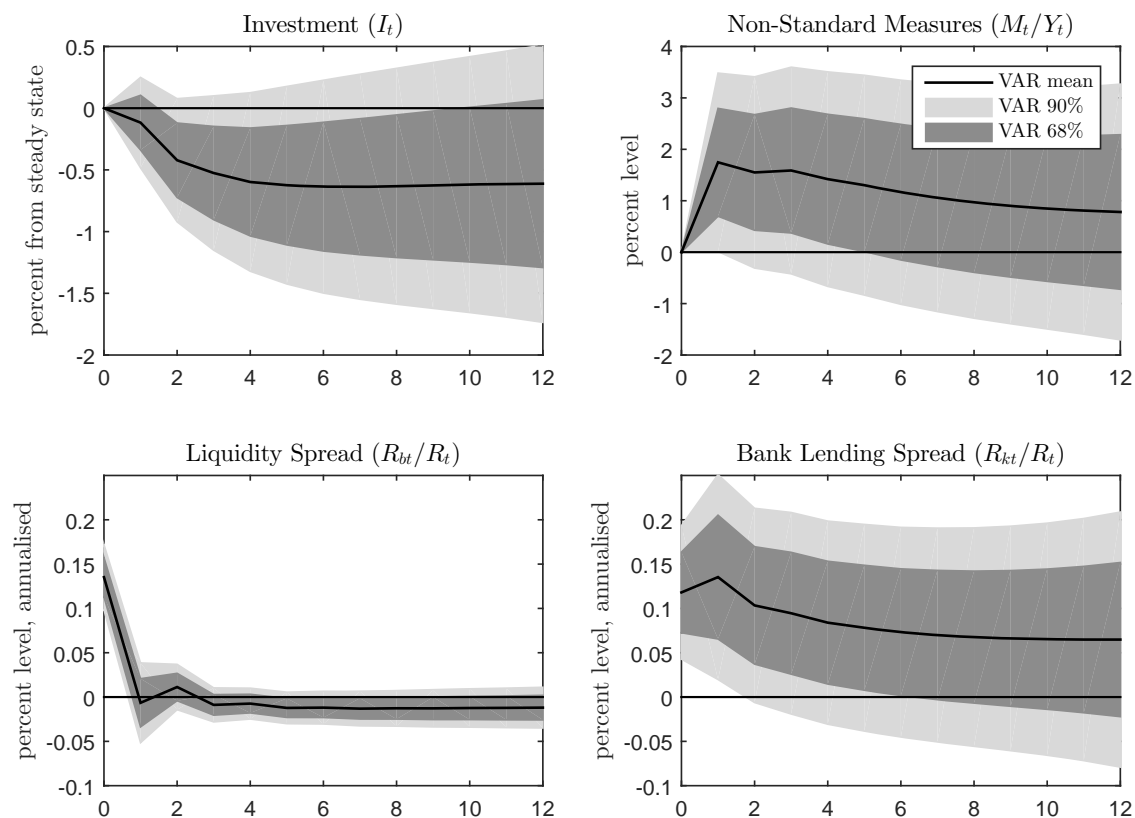 Investment (I_t)
percent from steady state
0.5
0
-0.5
-1
-1.5
-2
0 2 4 6 8 10 12
Non-Standard Measures (M_t/Y_t)
percent level
4
3
2
1
0
-1
-2
0 2 4 6 8 10 12
VAR mean
VAR 90%
VAR 68%
Liquidity Spread (R_{bt}/R_t)
percent level, annualised
0.2
0.15
0.1
0.05
0
-0.05
-0.1
0 2 4 6 8 10 12
Bank Lending Spread (R_{kt}/R_t)
percent level, annualised
0.2
0.15
0.1
0.05
0
-0.05
-0.1
0 2 4 6 8 10 12